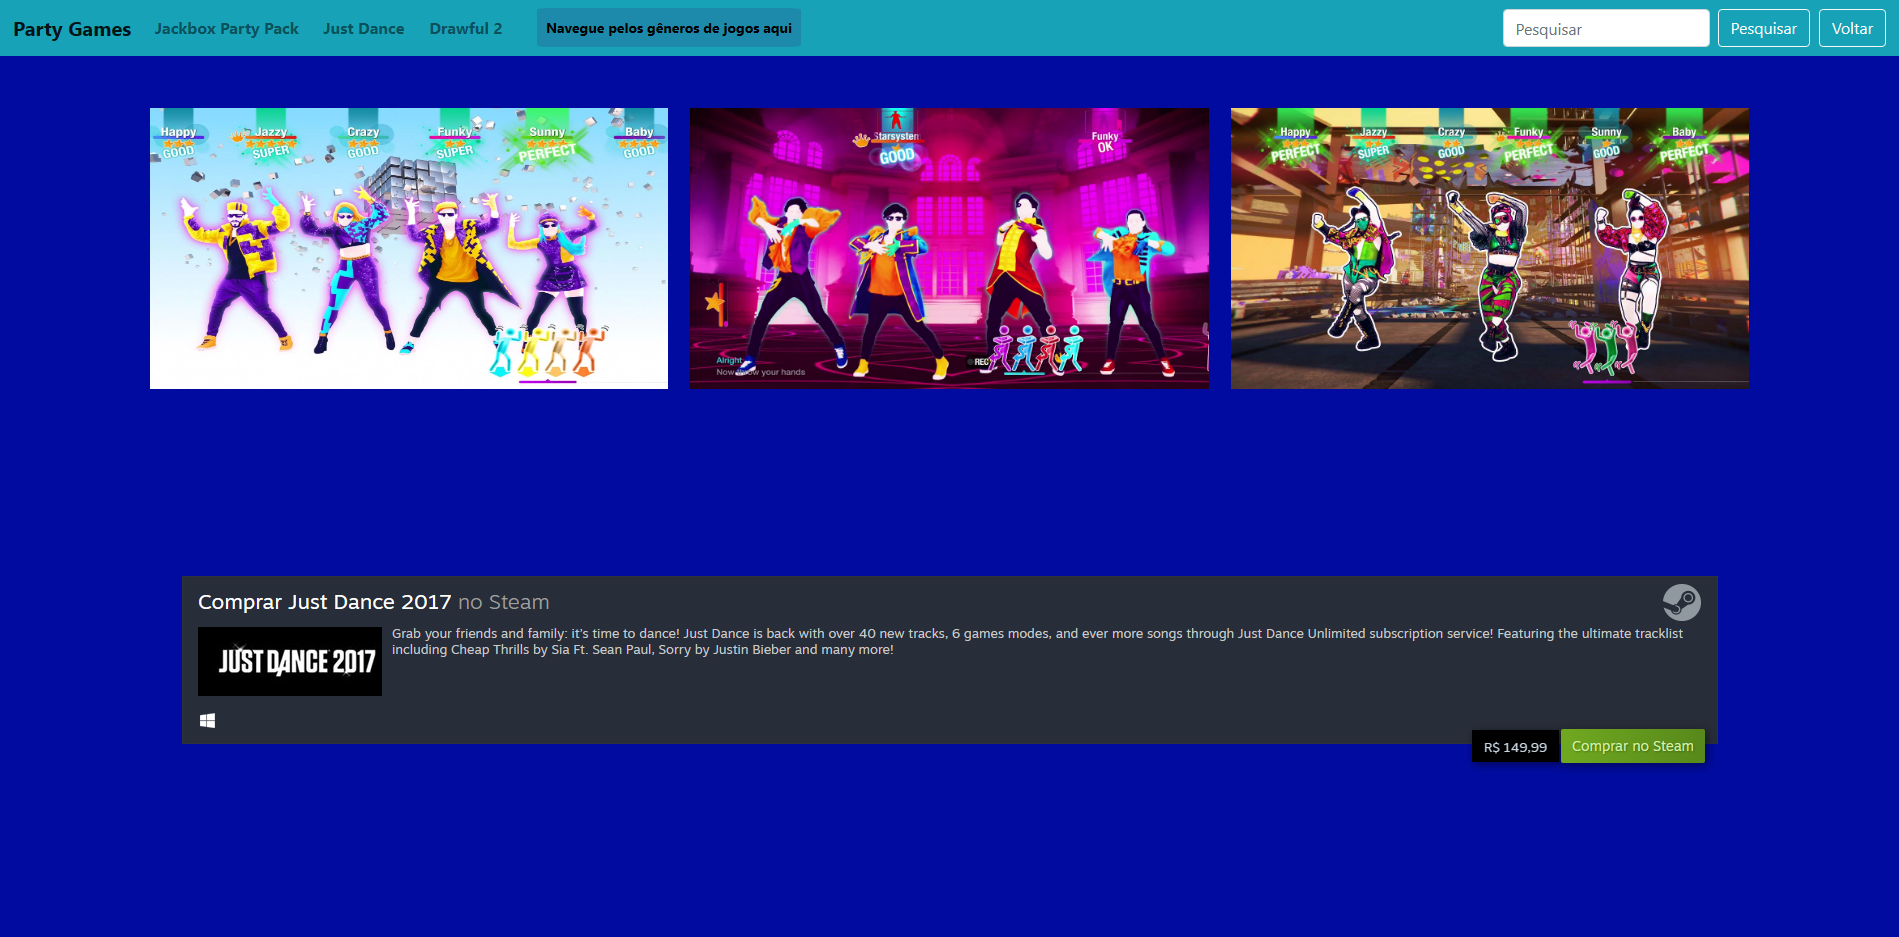 Party Games Jackbox Party Pack Just Dance Drawful 2 Navegue pelos gêneros de jogos aqui Pesquisar Pesquisar Voltar
Happy Jazzy Crazy Funky Sunny Baby
GOOD SUPER GOOD SUPER PERFECT GOOD
Starsystem Funky
GOOD OK
Alright
Now throw your hands
REC
Happy Jazzy Crazy Funky Sunny Baby
PERFECT SUPER GOOD PERFECT GOOD PERFECT
Comprar Just Dance 2017 no Steam
JUST DANCE 2017
Grab your friends and family: it's time to dance! Just Dance is back with over 40 new tracks, 6 games modes, and ever more songs through Just Dance Unlimited subscription service! Featuring the ultimate tracklist
including Cheap Thrills by Sia Ft. Sean Paul, Sorry by Justin Bieber and many more!
R$ 149,99 Comprar no Steam